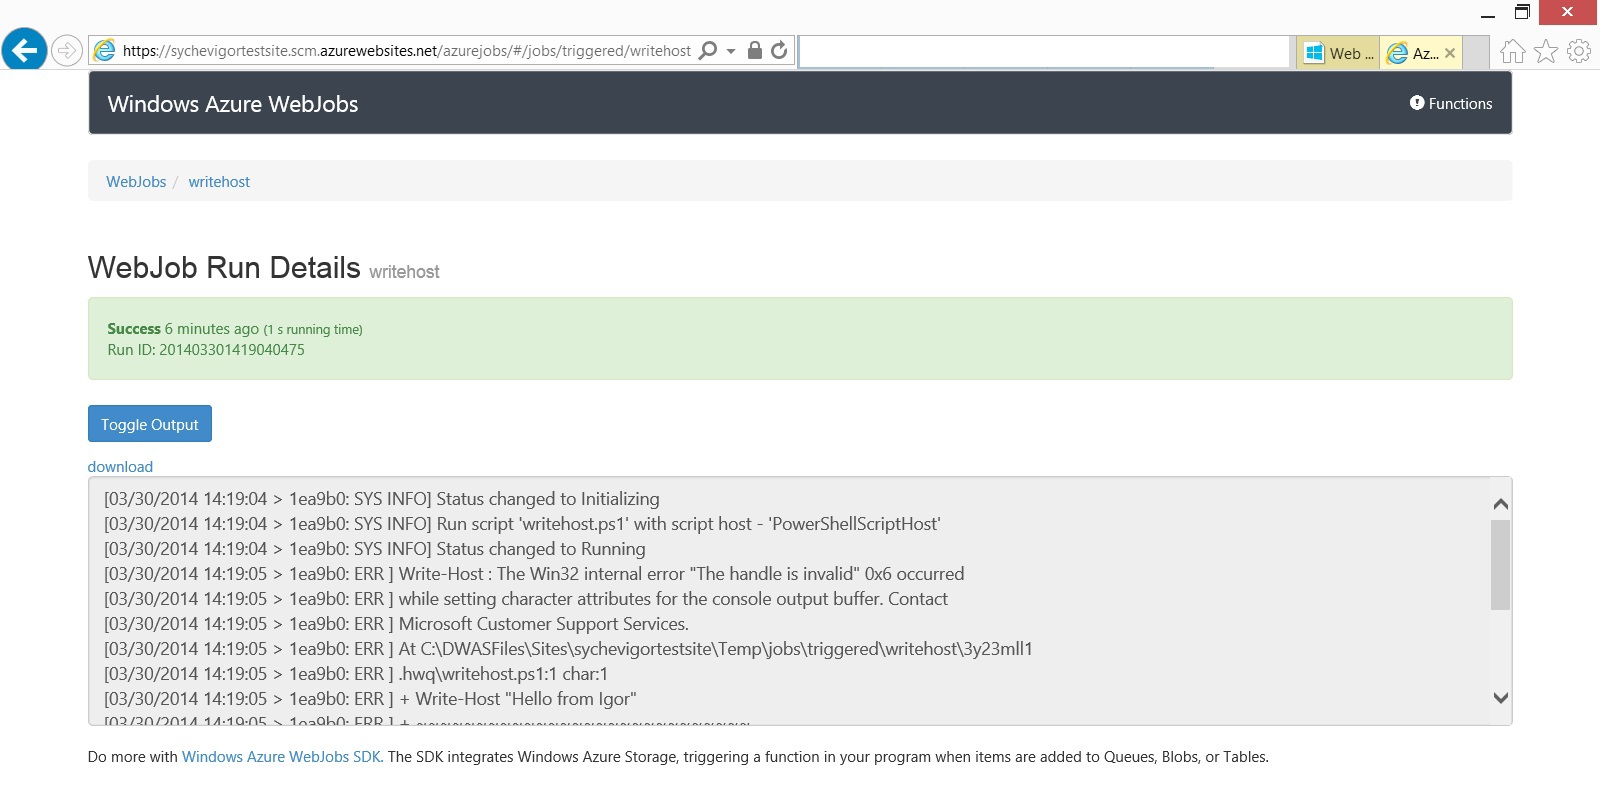 https://sychevigortestsite.scm.azurewebsites.net/azurejobs/#/jobs/triggered/writehost
Web ...
Az...
Windows Azure WebJobs
Functions
WebJobs / writehost
WebJob Run Details writehost
Success 6 minutes ago (1 s running time)
Run ID: 201403301419040475
Toggle Output
download
[03/30/2014 14:19:04 > 1ea9b0: SYS INFO] Status changed to Initializing
[03/30/2014 14:19:04 > 1ea9b0: SYS INFO] Run script 'writehost.ps1' with script host - 'PowerShellScriptHost'
[03/30/2014 14:19:04 > 1ea9b0: SYS INFO] Status changed to Running
[03/30/2014 14:19:05 > 1ea9b0: ERR ] Write-Host : The Win32 internal error "The handle is invalid" 0x6 occurred
[03/30/2014 14:19:05 > 1ea9b0: ERR ] while setting character attributes for the console output buffer. Contact
[03/30/2014 14:19:05 > 1ea9b0: ERR ] Microsoft Customer Support Services.
[03/30/2014 14:19:05 > 1ea9b0: ERR ] At C:\DWASFiles\Sites\sychevigortestsite\Temp\jobs\triggered\writehost\3y23mll1
[03/30/2014 14:19:05 > 1ea9b0: ERR ] .hwq\writehost.ps1:1 char:1
[03/30/2014 14:19:05 > 1ea9b0: ERR ] + Write-Host "Hello from Igor"
[03/30/2014 14:19:05 > 1ea9b0: ERR ] +
Do more with Windows Azure WebJobs SDK. The SDK integrates Windows Azure Storage, triggering a function in your program when items are added to Queues, Blobs, or Tables.